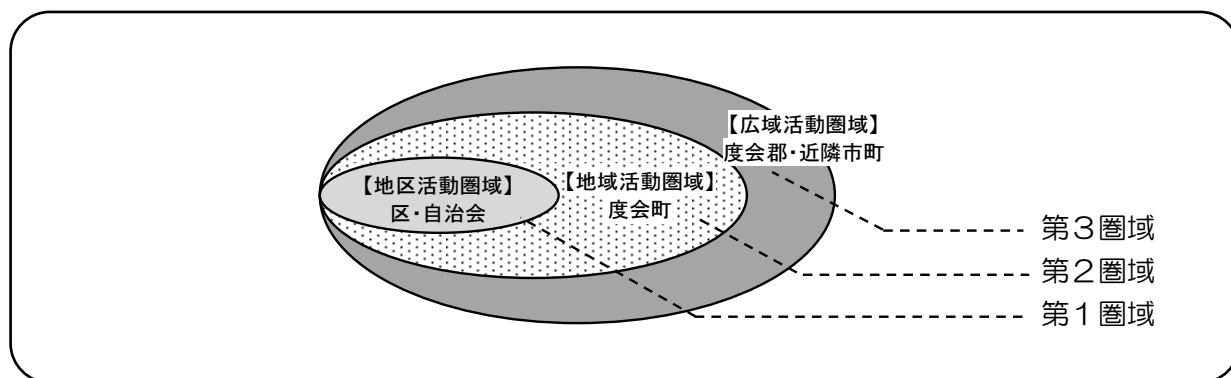 【広域活動圏域】
度会郡・近隣市町
【地域活動圏域】
度会町
【地区活動圏域】
区・自治会
第３圏域
第２圏域
第１圏域